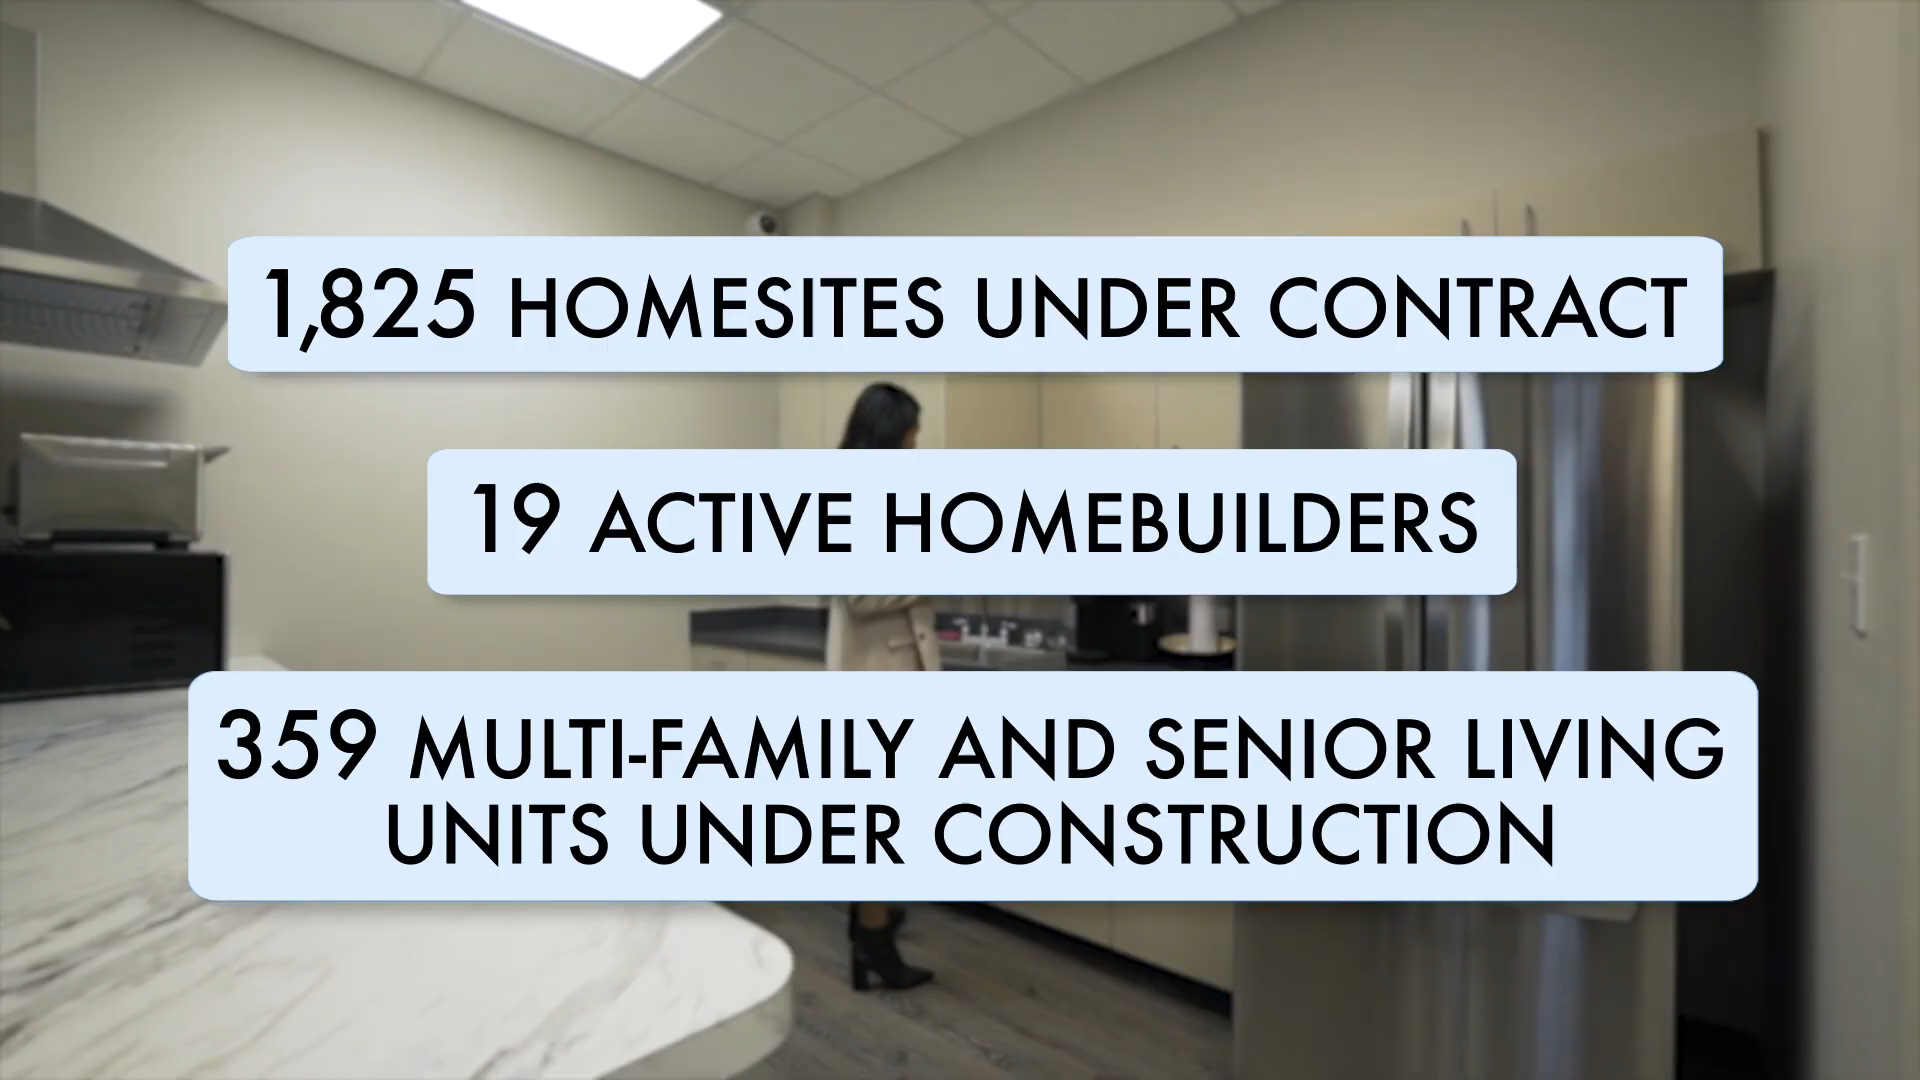 1,825 HOMESITES UNDER CONTRACT
19 ACTIVE HOMEBUILDERS
359 MULTI-FAMILY AND SENIOR LIVING
UNITS UNDER CONSTRUCTION